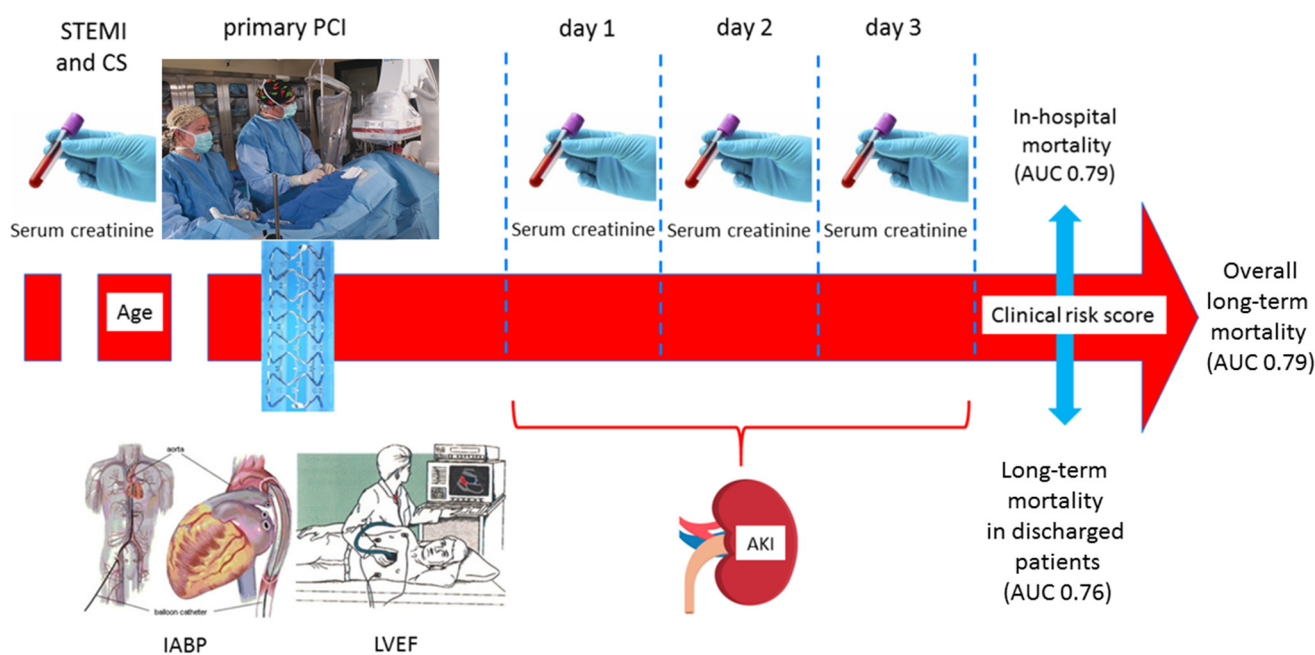 STEMI
and CS
primary PCI
day 1
day 2
day 3
Serum creatinine
Serum creatinine
Serum creatinine
Serum creatinine
In-hospital
mortality
(AUC 0.79)
Age
Clinical risk score
Overall
long-term
mortality
(AUC 0.79)
aorta
balloon catheter
IABP
LVEF
AKI
Long-term
mortality
in discharged
patients
(AUC 0.76)